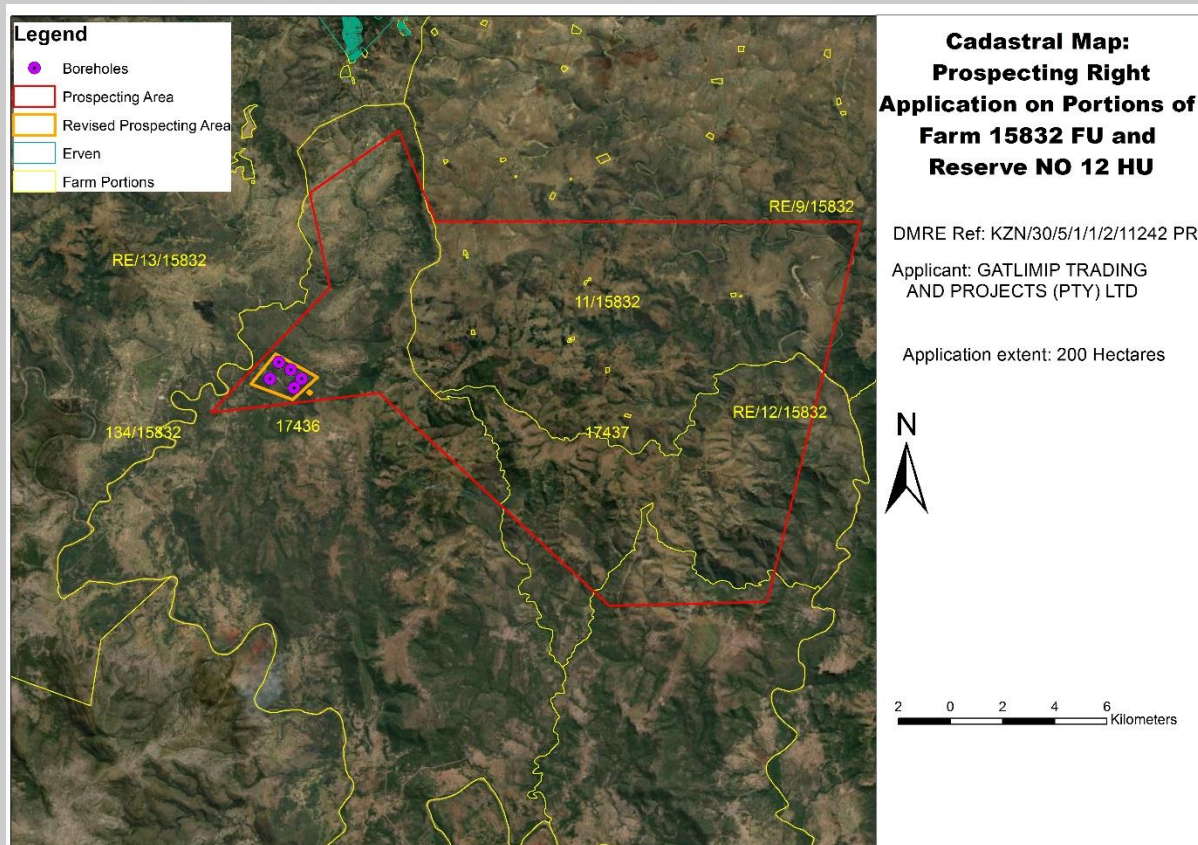 Legend
Boreholes
Prospecting Area
Revised Prospecting Area
Erven
Farm Portions
RE/9/15832
RE/13/15832
11/15832
RE/12/15832
134/15832
17436
17437
Cadastral Map:
Prospecting Right
Application on Portions of
Farm 15832 FU and
Reserve NO 12 HU
DMRE Ref: KZN/30/5/1/1/2/11242 PR
Applicant: GATLIMIP TRADING
AND PROJECTS (PTY) LTD
Application extent: 200 Hectares
N
2 0 2 4 6
Kilometers